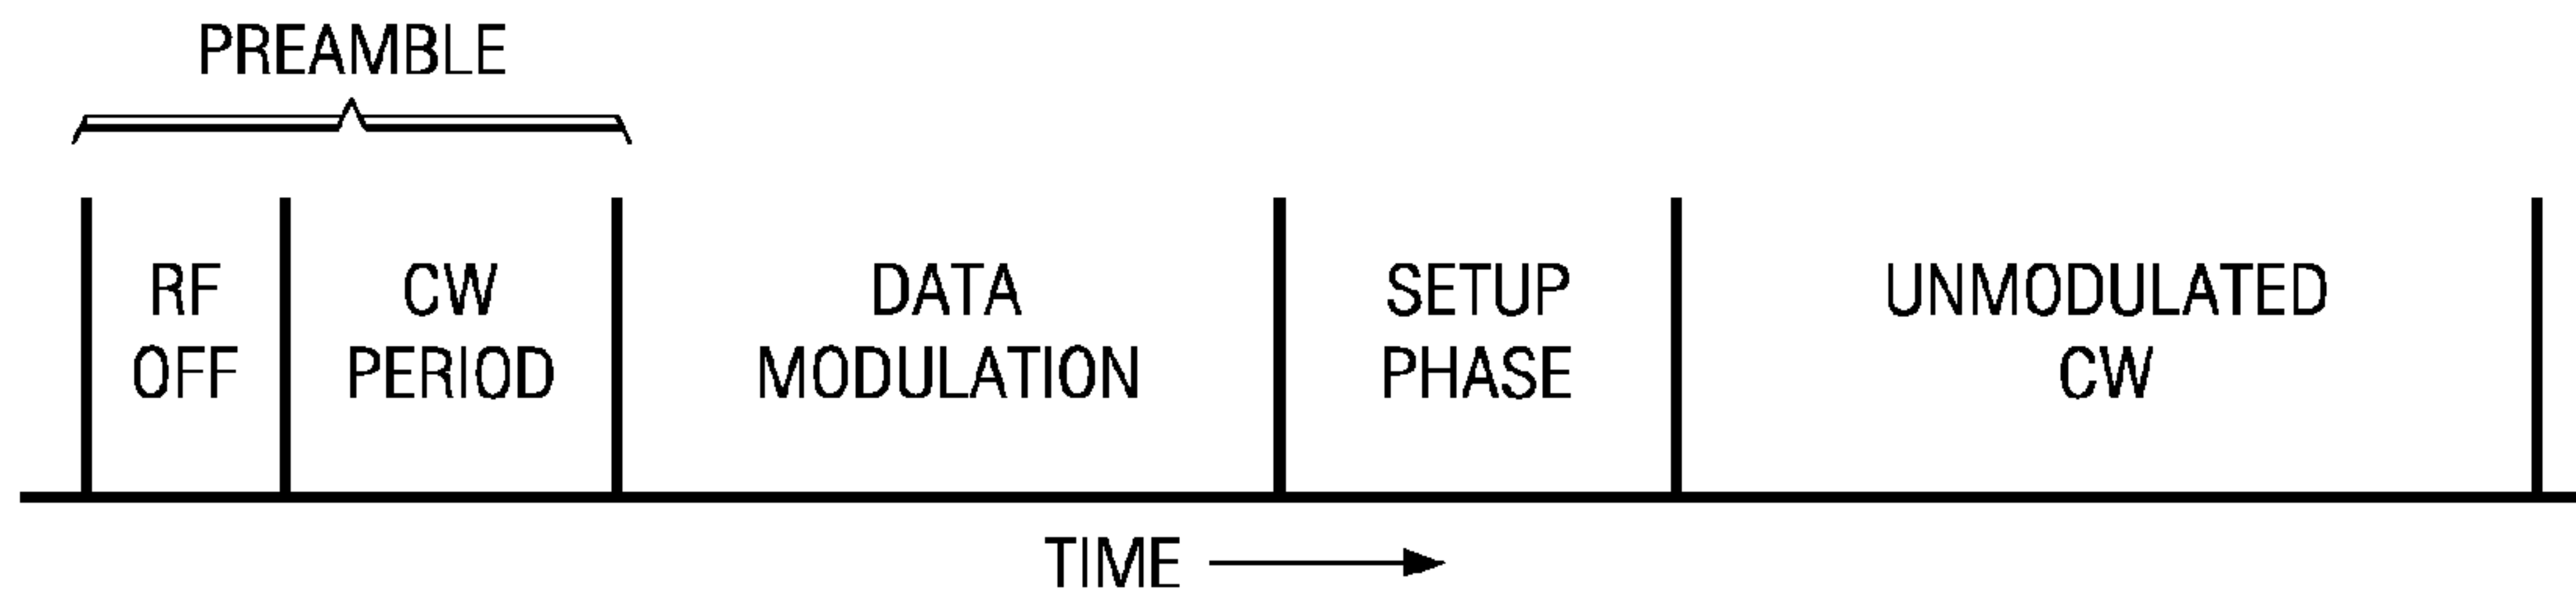 PREAMBLE
RF
OFF
CW
PERIOD
DATA
MODULATION
SETUP
PHASE
UNMODULATED
CW
TIME